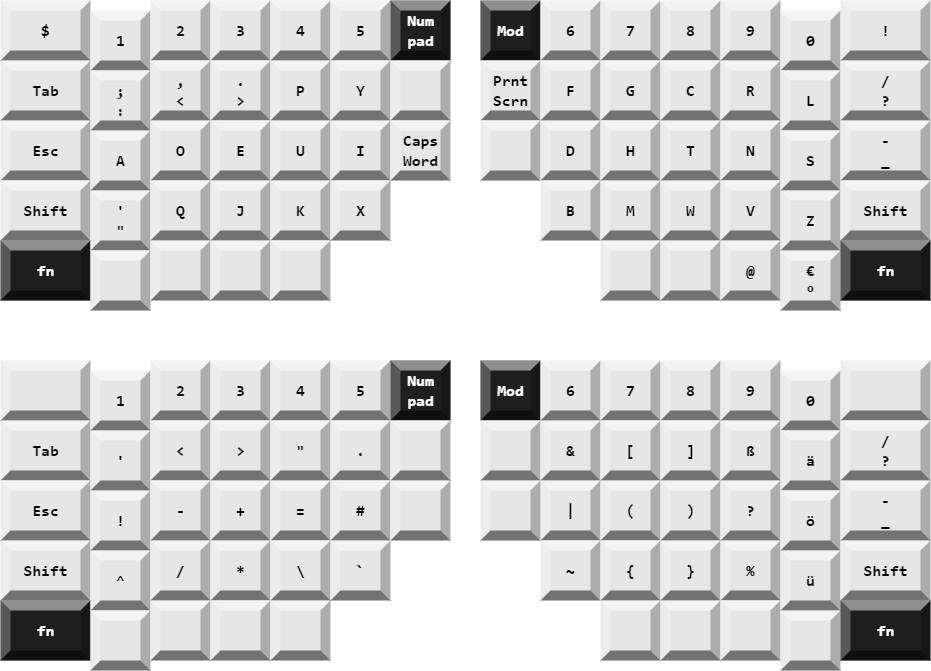 $ 1 2 3 4 5 Num pad Mod 6 7 8 9 0 !
Tab ; : , < . > P Y Prnt Scrn F G C R L / ?
Esc A O E U I Caps Word D H T N S - _
Shift ' " Q J K X B M W V Z Shift
fn @ € º fn
1 2 3 4 5 Num pad Mod 6 7 8 9 0
Tab ' < > " . & [ ] ß ä / ?
Esc ! - + = # | ( ) ? ö - _
Shift ^ / * \ ` ~ { } % ü Shift
fn fn